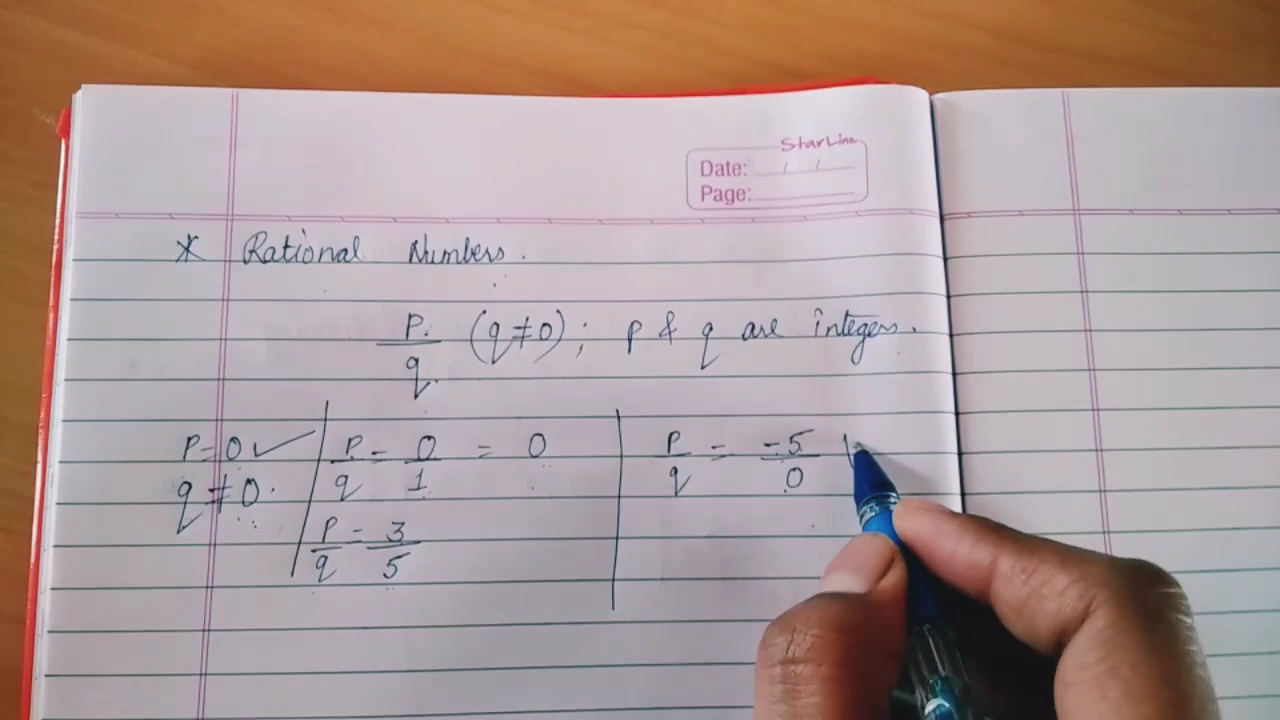 StarLine
Date: / /
Page:
* Rational Numbers.
p/q (q≠0); p & q are integers.
P=0 ✓
q ≠ 0.
P/q = 0/1 = 0
P/q = 3/5
P/q = -5/0